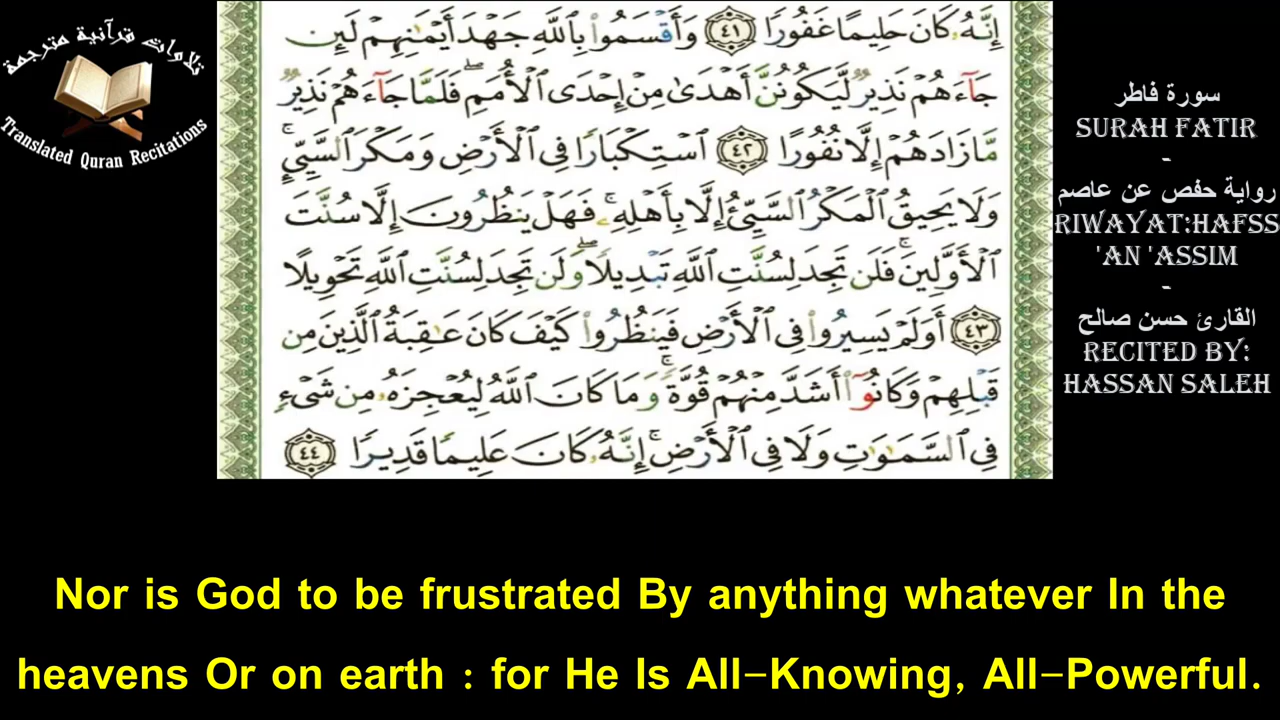 تلاوات قرآنية مترجمة
Translated Quran Recitations
إِنَّهُۥ كَانَ حَلِيمًا غَفُورًا ٤١ وَأَقْسَمُوا۟ بِٱللَّهِ جَهْدَ أَيْمَٰنِهِمْ لَئِن
جَآءَهُمْ نَذِيرٌ لَّيَكُونُنَّ أَهْدَىٰ مِنْ إِحْدَى ٱلْأُمَمِ ۖ فَلَمَّا جَآءَهُمْ نَذِيرٌ
مَّا زَادَهُمْ إِلَّا نُفُورًا ٤٢ ٱسْتِكْبَارًا فِى ٱلْأَرْضِ وَمَكْرَ ٱلسَّيِّئِ ۚ
وَلَا يَحِيقُ ٱلْمَكْرُ ٱلسَّيِّئُ إِلَّا بِأَهْلِهِۦ ۚ فَهَلْ يَنظُرُونَ إِلَّا سُنَّتَ
ٱلْأَوَّلِينَ ۚ فَلَن تَجِدَ لِسُنَّتِ ٱللَّهِ تَبْدِيلًا ۖ وَلَن تَجِدَ لِسُنَّتِ ٱللَّهِ تَحْوِيلًا
٤٣ أَوَلَمْ يَسِيرُوا۟ فِى ٱلْأَرْضِ فَيَنظُرُوا۟ كَيْفَ كَانَ عَٰقِبَةُ ٱلَّذِينَ مِن
قَبْلِهِمْ وَكَانُوٓا۟ أَشَدَّ مِنْهُمْ قُوَّةً ۚ وَمَا كَانَ ٱللَّهُ لِيُعْجِزَهُۥ مِن شَىْءٍ
فِى ٱلسَّمَٰوَٰتِ وَلَا فِى ٱلْأَرْضِ ۚ إِنَّهُۥ كَانَ عَلِيمًا قَدِيرًا ٤٤
سورة فاطر
SURAH FATIR
-
رواية حفص عن عاصم
RIWAYAT:HAFSS
'AN 'ASSIM
-
القارئ حسن صالح
RECITED BY:
HASSAN SALEH
Nor is God to be frustrated By anything whatever In the
heavens Or on earth : for He Is All-Knowing, All-Powerful.